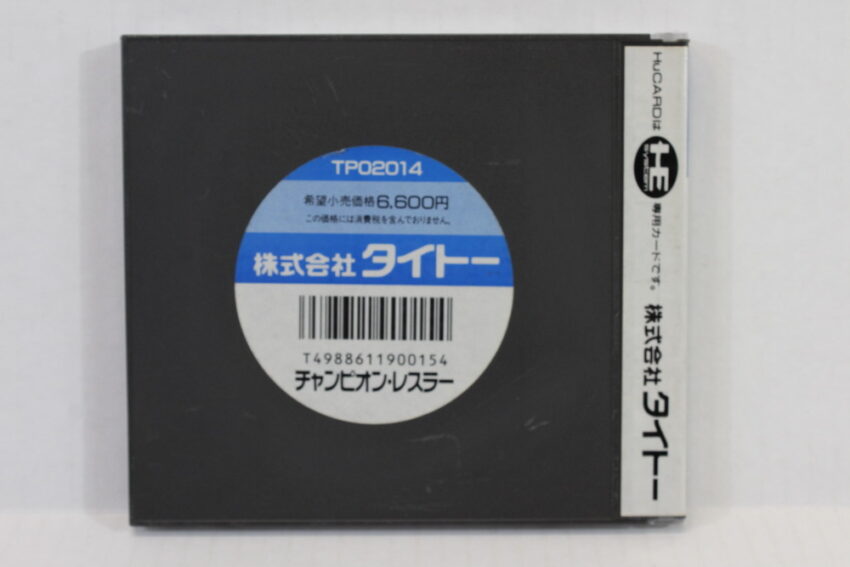 TP02014
希望小売価格6,600円
この価格には消費税を含んでおりません。
株式会社 タイトー
T4988611900154
チャンピオン・レスラー
HuCARDは HE SYSTEM 専用カードです。 株式会社 タイトー